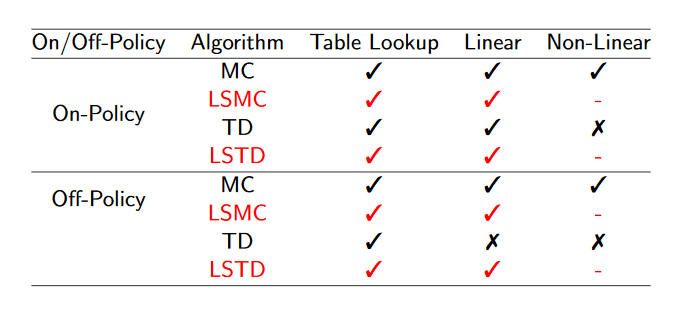 On/Off-Policy Algorithm Table Lookup Linear Non-Linear
MC ✓ ✓ ✓
LSMC ✓ ✓ -
On-Policy
TD ✓ ✓ ✗
LSTD ✓ ✓ -
MC ✓ ✓ ✓
Off-Policy
LSMC ✓ ✓ -
TD ✓ ✗ ✗
LSTD ✓ ✓ -